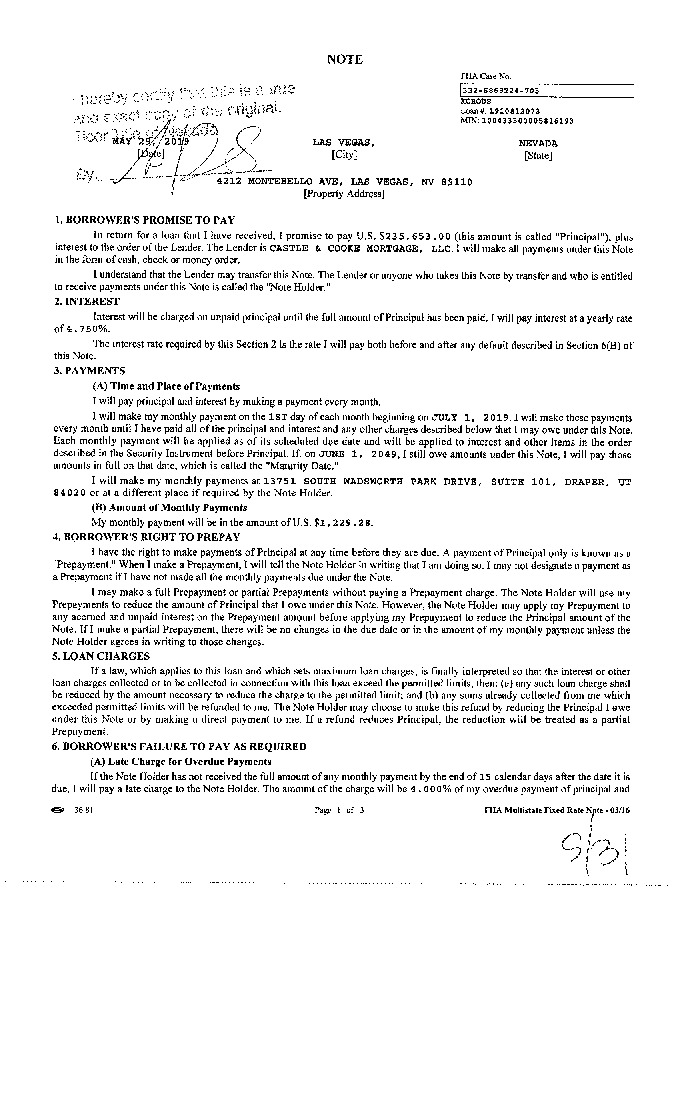 NOTE
FHA Case No.
332-6863224-703
Loan #: 1920813073
MIN: 100433300005816193
I hereby certify that this is a true
and exact copy of the original.
MAY 29, 2019
LAS VEGAS,
NEVADA
[Date]
[City]
[State]
By
4212 MONTEBELLO AVE, LAS VEGAS, NV 89110
[Property Address]
1. BORROWER'S PROMISE TO PAY
In return for a loan that I have received, I promise to pay U.S. $235,653.00 (this amount is called "Principal"), plus
interest to the order of the Lender. The Lender is CASTLE & COOKE MORTGAGE, LLC. I will make all payments under this Note
in the form of cash, check or money order.
I understand that the Lender may transfer this Note. The Lender or anyone who takes this Note by transfer and who is entitled
to receive payments under this Note is called the "Note Holder."
2. INTEREST
Interest will be charged on unpaid principal until the full amount of Principal has been paid. I will pay interest at a yearly rate
of 4.750%.
The interest rate required by this Section 2 is the rate I will pay both before and after any default described in Section 6(B) of
this Note.
3. PAYMENTS
(A) Time and Place of Payments
I will pay principal and interest by making a payment every month.
I will make my monthly payment on the 1ST day of each month beginning on JULY 1, 2019. I will make these payments
every month until I have paid all of the principal and interest and any other charges described below that I may owe under this Note.
Each monthly payment will be applied as of its scheduled due date and will be applied to interest and other items in the order
described in the Security Instrument before Principal. If, on JUNE 1, 2049, I still owe amounts under this Note, I will pay those
amounts in full on that date, which is called the "Maturity Date."
I will make my monthly payments at 13751 SOUTH WADSWORTH PARK DRIVE, SUITE 101, DRAPER, UT
84020 or at a different place if required by the Note Holder.
(B) Amount of Monthly Payments
My monthly payment will be in the amount of U.S. $1,229.28.
4. BORROWER'S RIGHT TO PREPAY
I have the right to make payments of Principal at any time before they are due. A payment of Principal only is known as a
"Prepayment." When I make a Prepayment, I will tell the Note Holder in writing that I am doing so. I may not designate a payment as
a Prepayment if I have not made all the monthly payments due under the Note.
I may make a full Prepayment or partial Prepayments without paying a Prepayment charge. The Note Holder will use my
Prepayments to reduce the amount of Principal that I owe under this Note. However, the Note Holder may apply my Prepayment to
any accrued and unpaid interest on the Prepayment amount before applying my Prepayment to reduce the Principal amount of the
Note. If I make a partial Prepayment, there will be no changes in the due date or in the amount of my monthly payment unless the
Note Holder agrees in writing to those changes.
5. LOAN CHARGES
If a law, which applies to this loan and which sets maximum loan charges, is finally interpreted so that the interest or other
loan charges collected or to be collected in connection with this loan exceed the permitted limits, then: (a) any such loan charge shall
be reduced by the amount necessary to reduce the charge to the permitted limit; and (b) any sums already collected from me which
exceeded permitted limits will be refunded to me. The Note Holder may choose to make this refund by reducing the Principal I owe
under this Note or by making a direct payment to me. If a refund reduces Principal, the reduction will be treated as a partial
Prepayment.
6. BORROWER'S FAILURE TO PAY AS REQUIRED
(A) Late Charge for Overdue Payments
If the Note Holder has not received the full amount of any monthly payment by the end of 15 calendar days after the date it is
due, I will pay a late charge to the Note Holder. The amount of the charge will be 4.000% of my overdue payment of principal and
36.81
Page 1 of 3
FHA Multistate Fixed Rate Note - 03/16